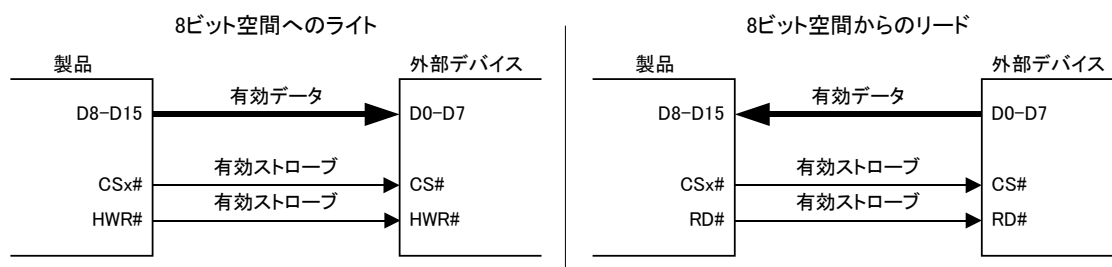 8ビット空間へのライト
製品
外部デバイス
有効データ
D8-D15
D0-D7
有効ストローブ
CSx#
CS#
有効ストローブ
HWR#
HWR#
8ビット空間からのリード
製品
外部デバイス
有効データ
D8-D15
D0-D7
有効ストローブ
CSx#
CS#
有効ストローブ
RD#
RD#